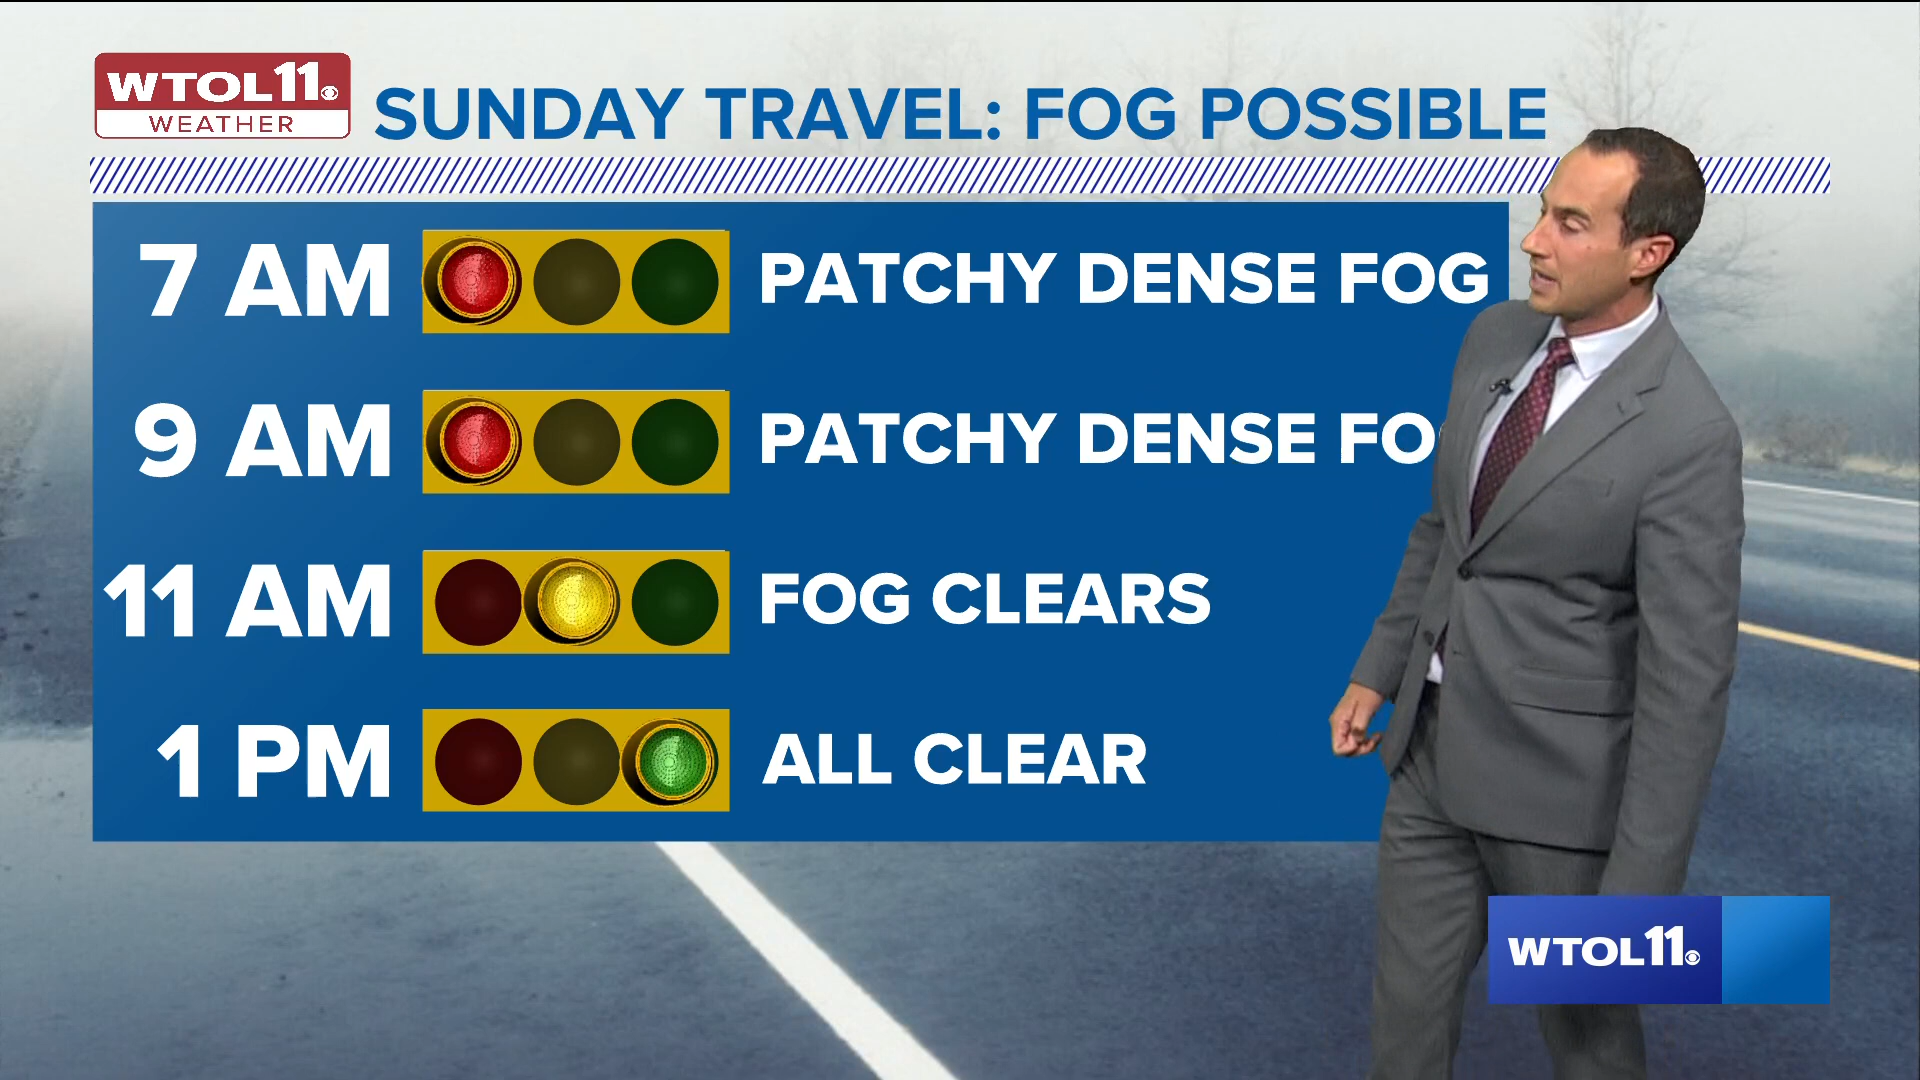 WTOL11
WEATHER
SUNDAY TRAVEL: FOG POSSIBLE
7 AM PATCHY DENSE FOG
9 AM PATCHY DENSE FO
11 AM FOG CLEARS
1 PM ALL CLEAR
WTOL11